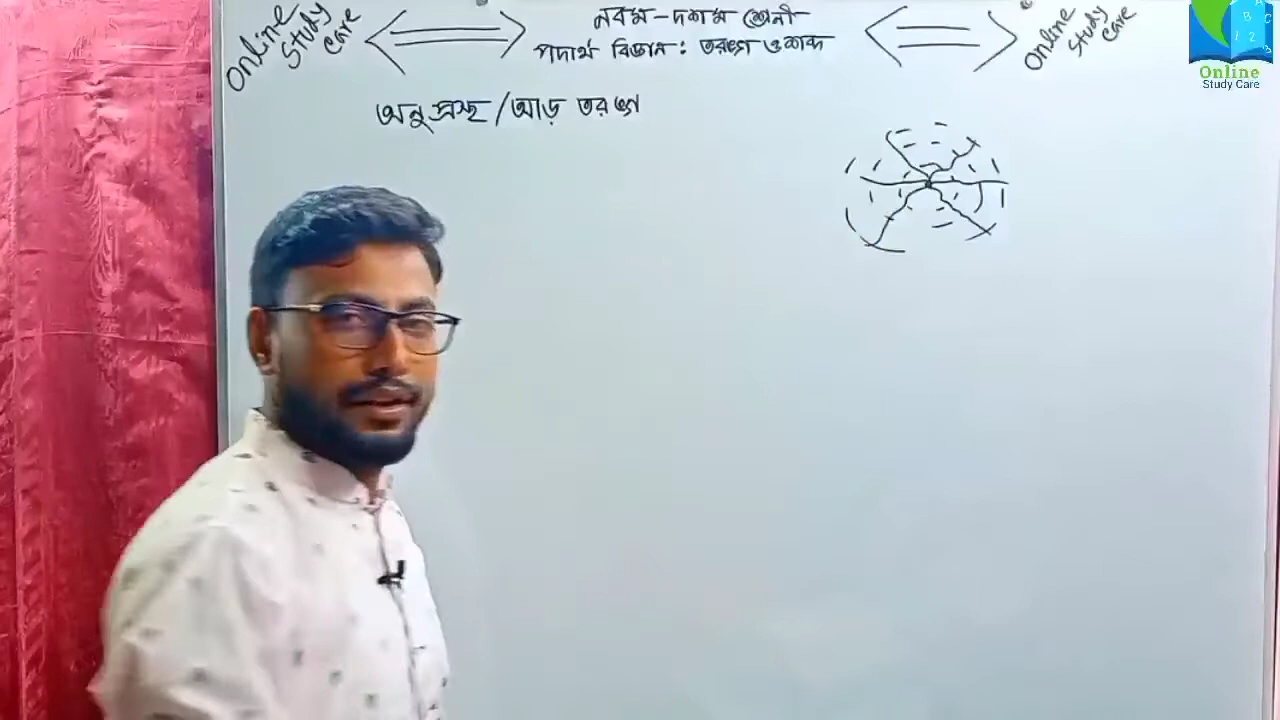 Online
Study
Care
নবম-দশম শ্রেনী
পদার্থ বিজ্ঞান: তরঙ্গ ও শব্দ
Online
Study
Care
অনুপ্রস্থ/আড় তরঙ্গ
Online
Study Care